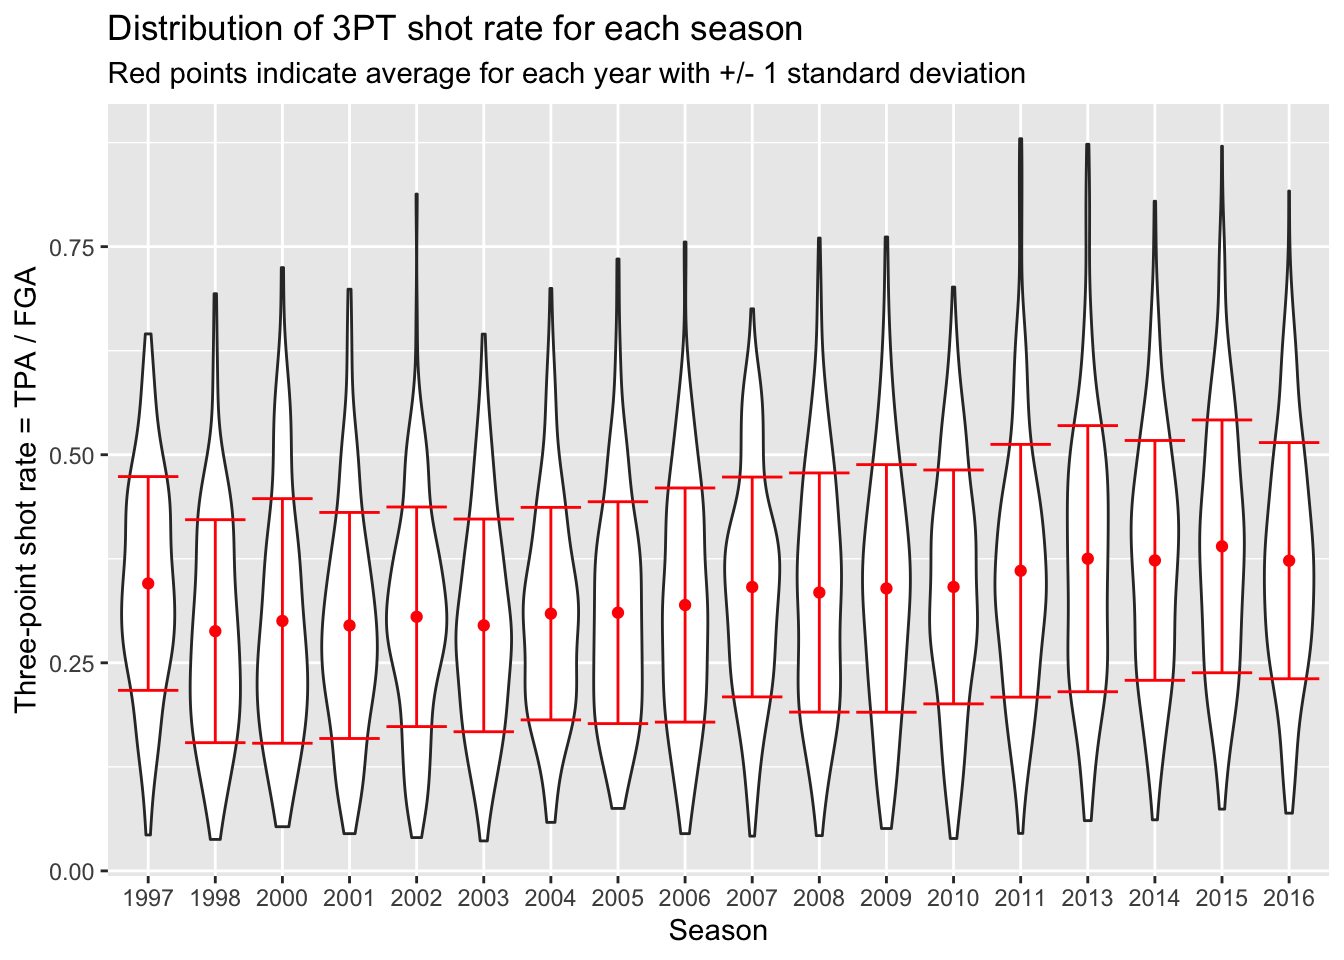 Distribution of 3PT shot rate for each season
Red points indicate average for each year with +/- 1 standard deviation
Three-point shot rate = TPA / FGA
0.75
0.50
0.25
0.00
1997 1998 2000 2001 2002 2003 2004 2005 2006 2007 2008 2009 2010 2011 2013 2014 2015 2016
Season